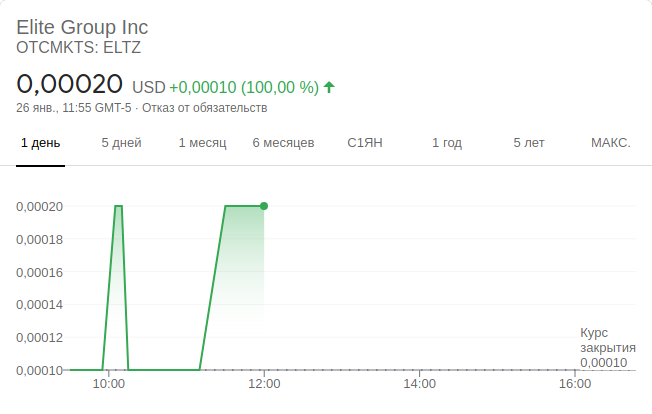 Elite Group Inc
OTCMKTS: ELTZ
0,00020 USD +0,00010 (100,00 %)
26 янв., 11:55 GMT-5 · Отказ от обязательств
1 день 5 дней 1 месяц 6 месяцев С1ЯН 1 год 5 лет МАКС.
0,00020
0,00018
0,00016
0,00014
0,00012
0,00010
Курс
закрытия
0,00010
10:00 12:00 14:00 16:00